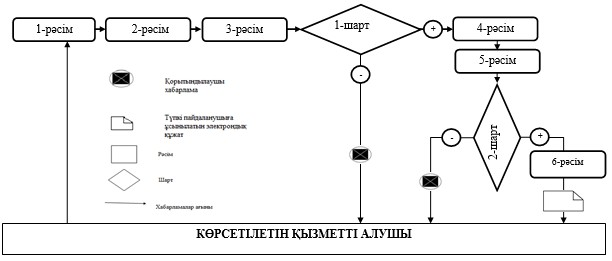 1-рәсім
2-рәсім
3-рәсім
1-шарт
+
4-рәсім
5-рәсім
-
Қорытындылаушы
хабарлама
Түпкі пайдаланушыға
ұсынылатын электрондық
құжат
Рәсім
Шарт
Хабарламалар ағыны
-
2-шарт
+
6-рәсім
КӨРСЕТІЛЕТІН ҚЫЗМЕТТІ АЛУШЫ